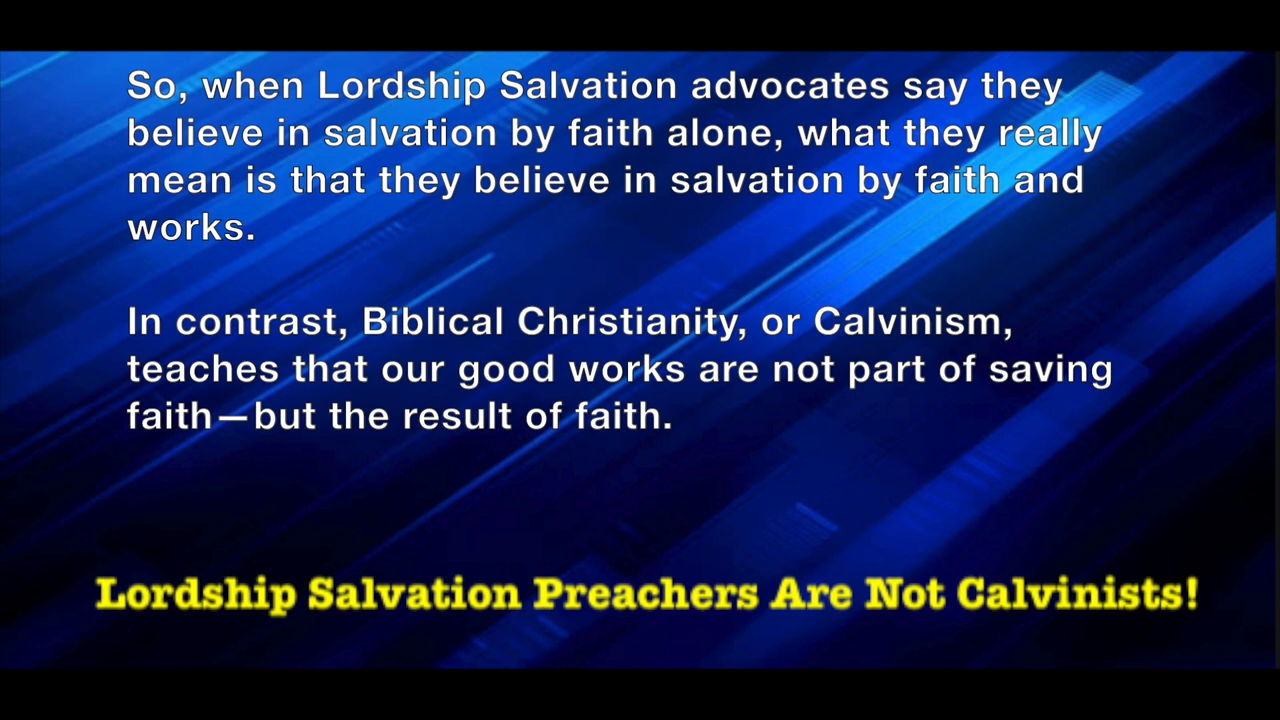 So, when Lordship Salvation advocates say they
believe in salvation by faith alone, what they really
mean is that they believe in salvation by faith and
works.
In contrast, Biblical Christianity, or Calvinism,
teaches that our good works are not part of saving
faith—but the result of faith.
Lordship Salvation Preachers Are Not Calvinists!